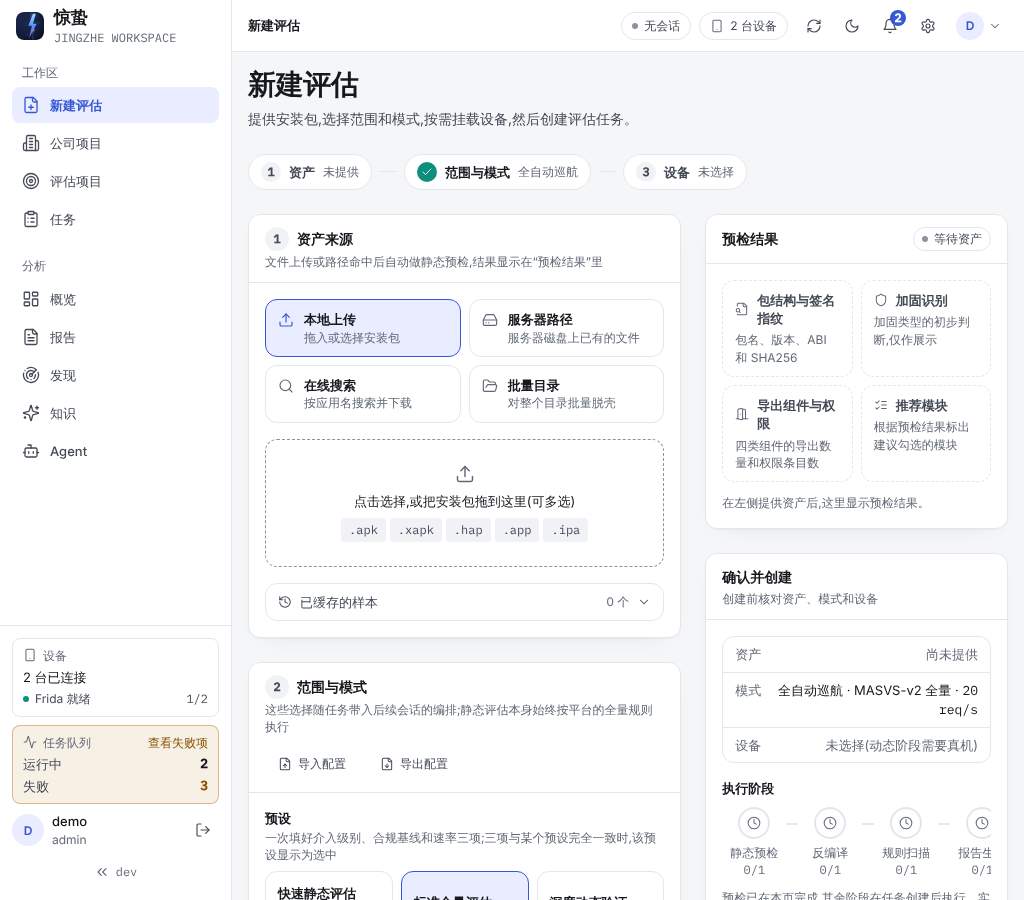 惊蛰
JINGZHE WORKSPACE
工作区
新建评估
公司项目
评估项目
任务
分析
概览
报告
发现
知识
Agent
设备
2 台已连接
Frida 就绪 1/2
任务队列 查看失败项
运行中 2
失败 3
D demo
admin
dev
新建评估
无会话
2 台设备
2
D
新建评估
提供安装包,选择范围和模式,按需挂载设备,然后创建评估任务。
1 资产 未提供
范围与模式 全自动巡航
3 设备 未选择
1 资产来源
文件上传或路径命中后自动做静态预检,结果显示在"预检结果"里
本地上传
拖入或选择安装包
服务器路径
服务器磁盘上已有的文件
在线搜索
按应用名搜索并下载
批量目录
对整个目录批量脱壳
点击选择,或把安装包拖到这里(可多选)
.apk .xapk .hap .app .ipa
已缓存的样本 0 个
2 范围与模式
这些选择随任务带入后续会话的编排;静态评估本身始终按平台的全量规则
执行
导入配置 导出配置
预设
一次填好介入级别、合规基线和速率三项;三项与某个预设完全一致时,该预
设显示为选中
快速静态评估
预检结果
等待资产
包结构与签名
指纹
包名、版本、ABI
和 SHA256
加固识别
加固类型的初步判
断,仅作展示
导出组件与权
限
四类组件的导出数
量和权限条目数
推荐模块
根据预检结果标出
建议勾选的模块
在左侧提供资产后,这里显示预检结果。
确认并创建
创建前核对资产、模式和设备
资产 尚未提供
模式 全自动巡航 · MASVS-v2 全量 · 20
req/s
设备 未选择(动态阶段需要真机)
执行阶段
静态预检 0/1
反编译 0/1
规则扫描 0/1
报告生 0/1